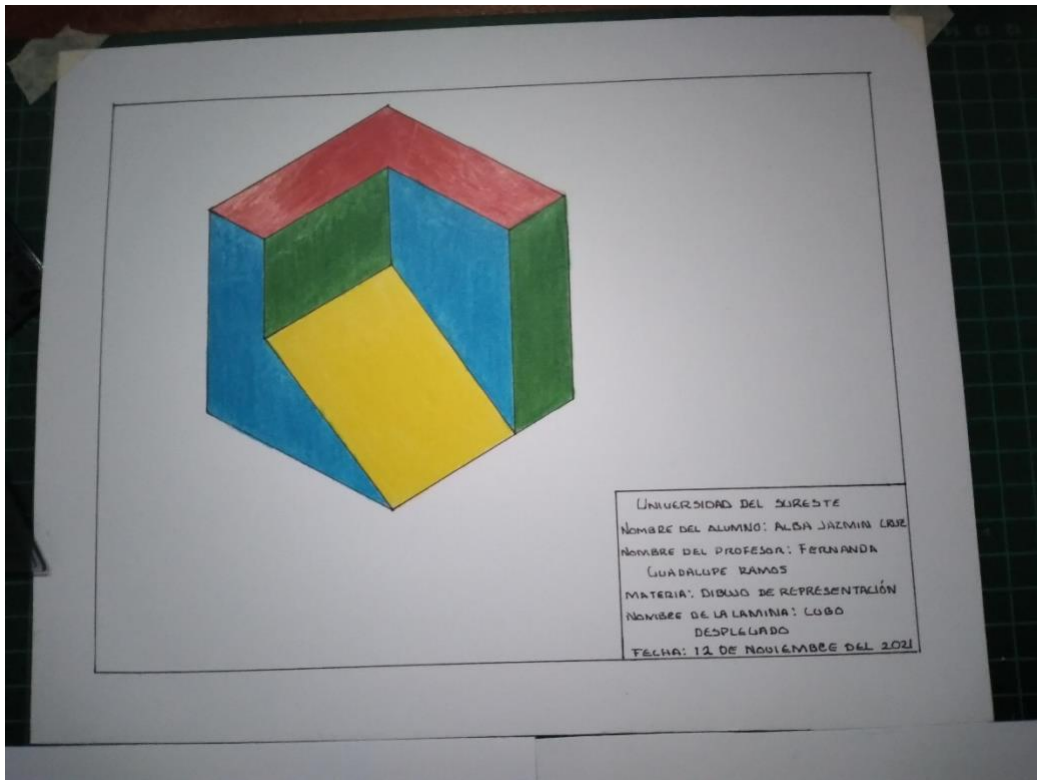 UNIVERSIDAD DEL SURESTE
NOMBRE DEL ALUMNO: ALBA JAZMIN CRUZ
NOMBRE DEL PROFESOR: FERNANDA
GUADALUPE RAMOS
MATERIA: DIBUJO DE REPRESENTACIÓN
NOMBRE DE LA LAMINA: CUBO
DESPLEGADO
FECHA: 12 DE NOVIEMBRE DEL 2021